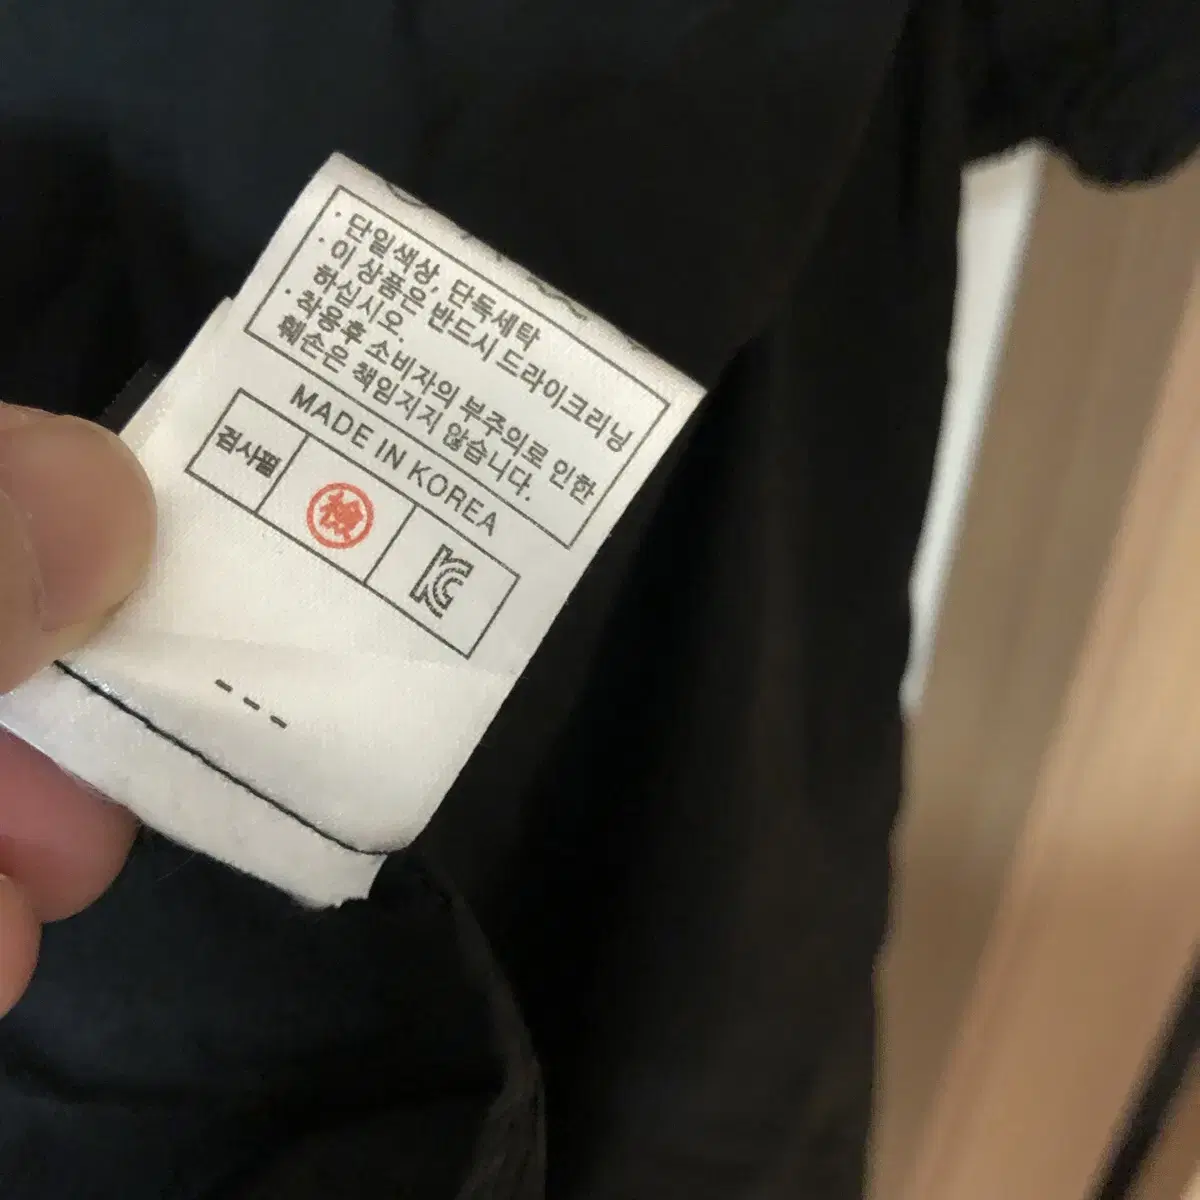 · 단일색상, 단독세탁
· 이 상품은 반드시 드라이크리닝
하십시오.
· 착용후 소비자의 부주의로 인한
훼손은 책임지지 않습니다.
MADE IN KOREA
검사필 檢 KC
---